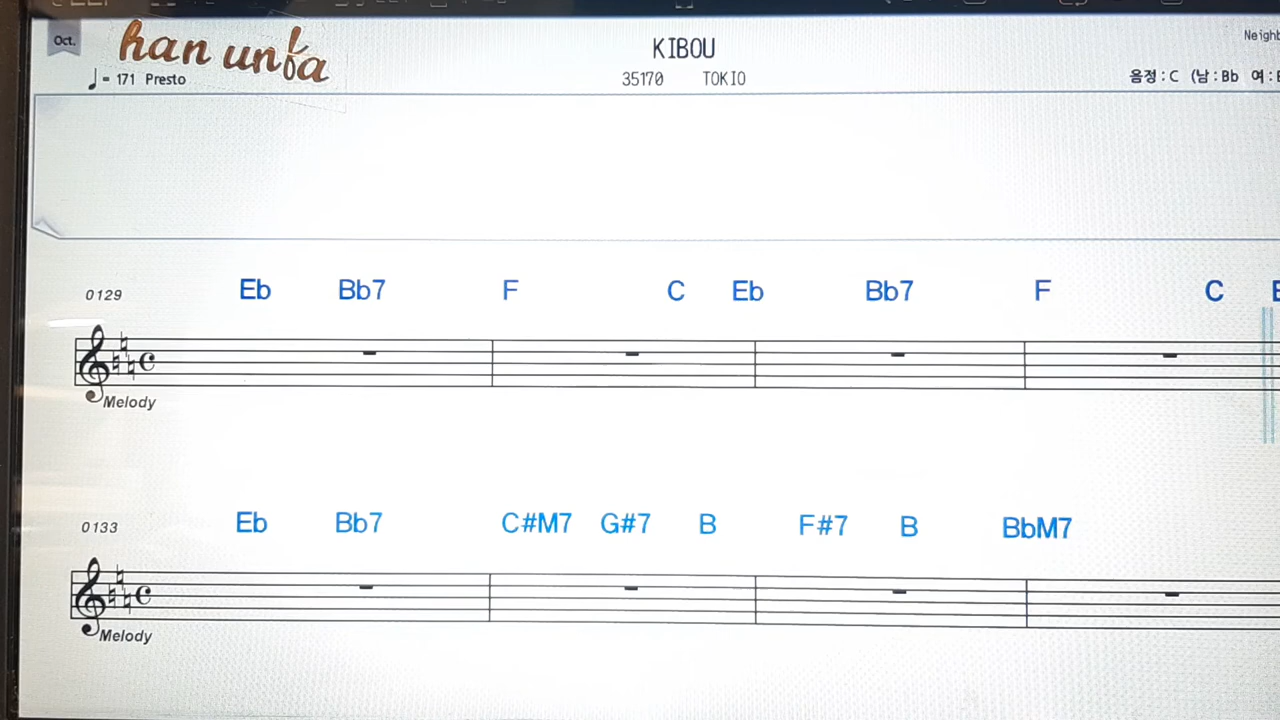 Oct.
han unfa
KIBOU
= 171 Presto
35170 TOKIO
음정 : C (남 : Bb 여 :
0129 Eb Bb7 F C Eb Bb7 F C
Melody
0133 Eb Bb7 C#M7 G#7 B F#7 B BbM7
Melody